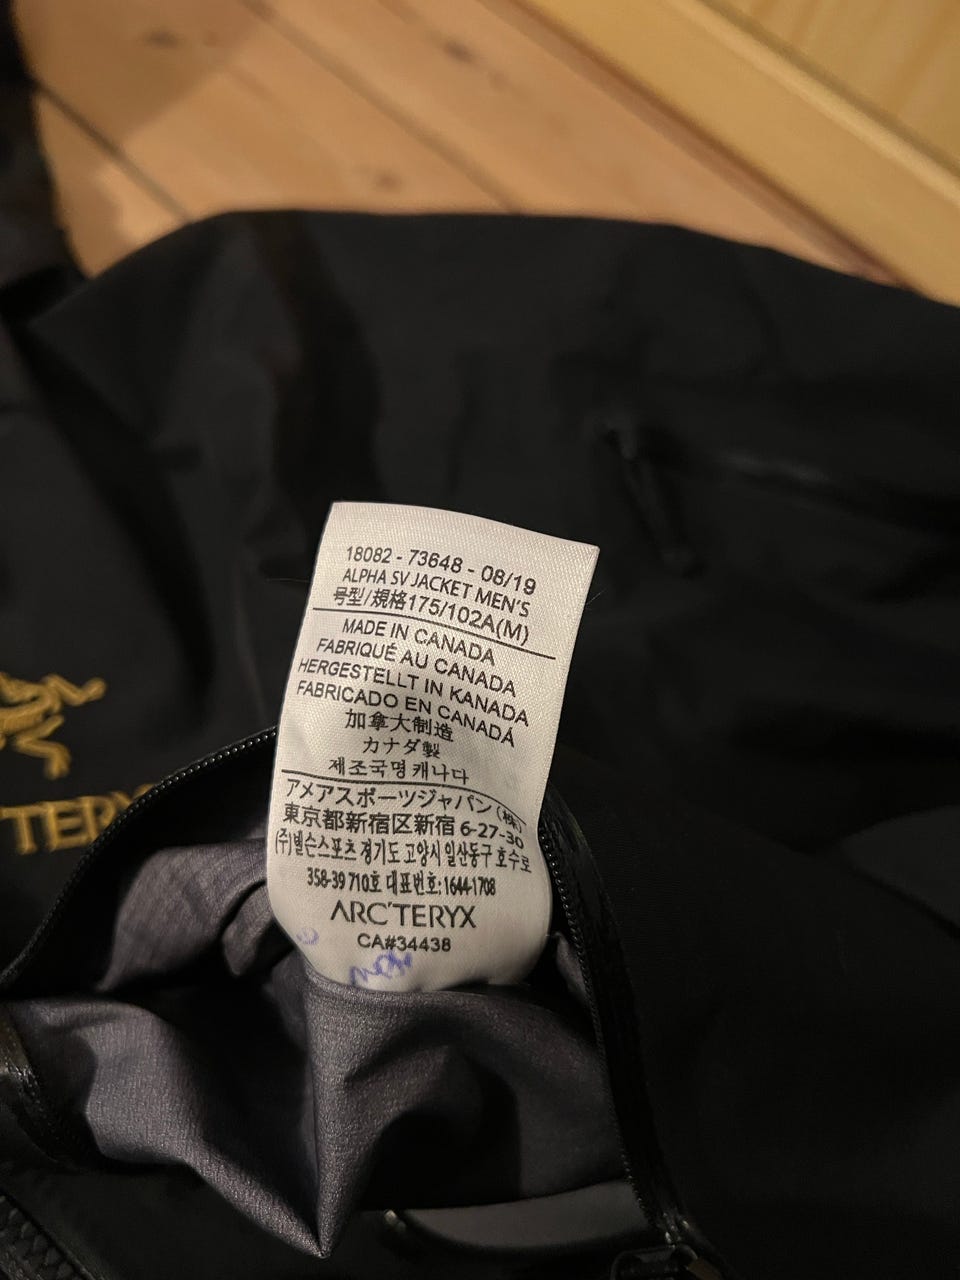 18082 - 73648 - 08/19
ALPHA SV JACKET MEN'S
号型/規格175/102A(M)
MADE IN CANADA
FABRIQUÉ AU CANADA
HERGESTELLT IN KANADA
FABRICADO EN CANADÁ
加拿大制造
カナダ製
제조국명 캐나다
アメアスポーツジャパン(株)
東京都新宿区新宿 6-27-30
(주)빌슨스포츠 경기도 고양시 일산동구 호수로
358-39 710호 대표번호: 1644-1708
ARC'TERYX
CA#34438
TERYX